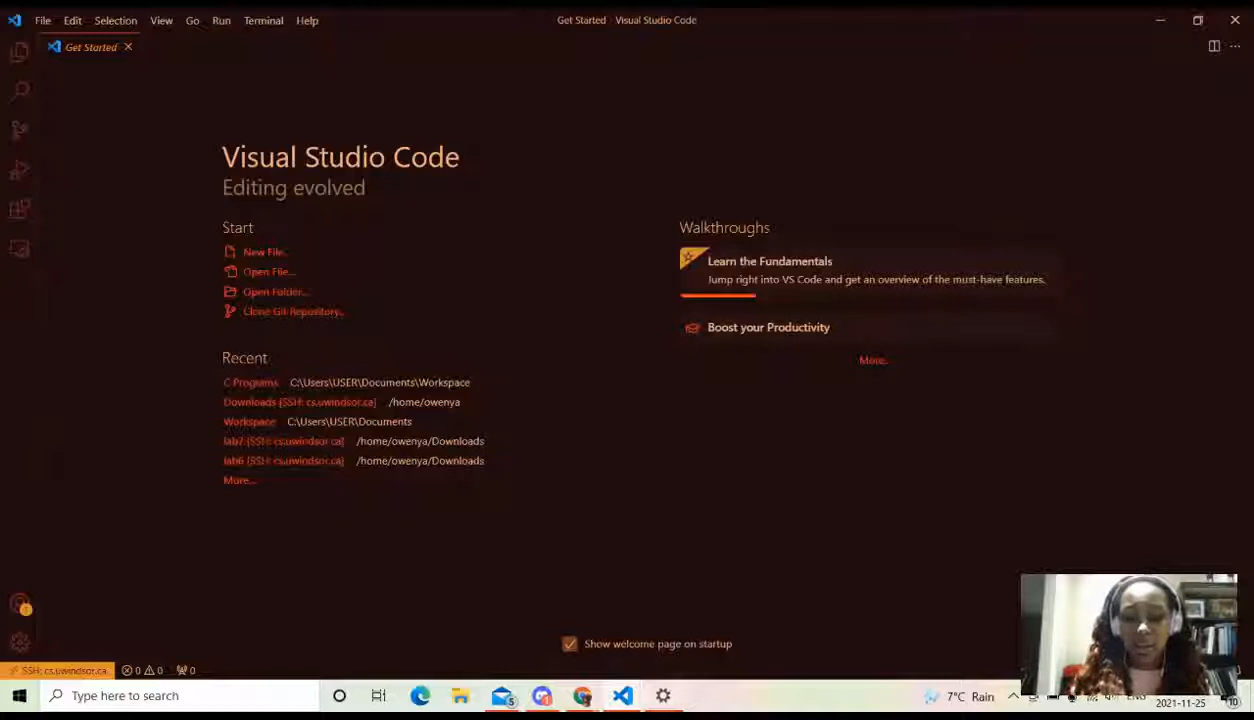 File Edit Selection View Go Run Terminal Help
Get Started - Visual Studio Code
Get Started
Visual Studio Code
Editing evolved
Start
New File...
Open File...
Open Folder...
Clone Git Repository...
Recent
C Programs C:\Users\USER\Documents\Workspace
Downloads [SSH: cs.uwindsor.ca] /home/owenya
Workspace C:\Users\USER\Documents
lab7 [SSH: cs.uwindsor.ca] /home/owenya/Downloads
lab6 [SSH: cs.uwindsor.ca] /home/owenya/Downloads
More...
Walkthroughs
Learn the Fundamentals
Jump right into VS Code and get an overview of the must-have features.
Boost your Productivity
More...
Show welcome page on startup
SSH: cs.uwindsor.ca 0 0 0
Type here to search
5
7°C Rain
2021-11-25
10